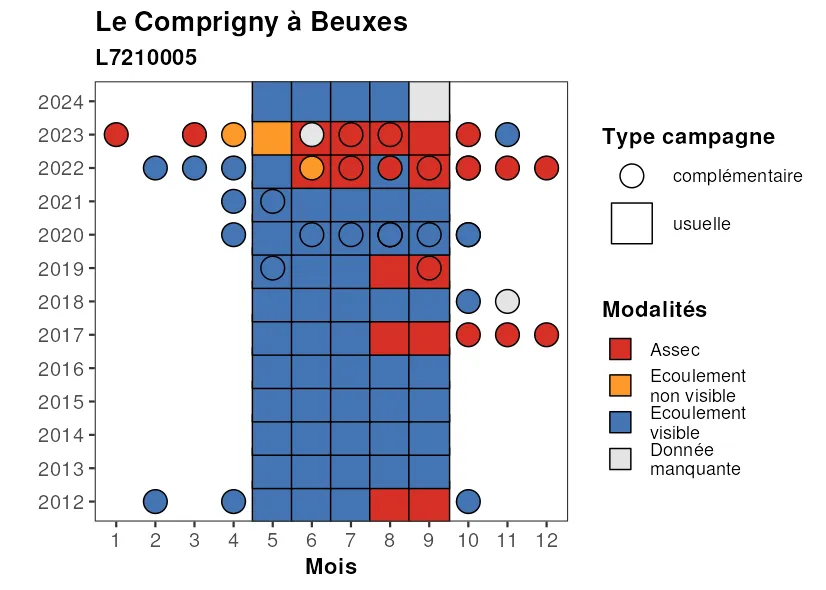 Le Comprigny à Beuxes
L7210005
2024
2023
2022
2021
2020
2019
2018
2017
2016
2015
2014
2013
2012
1 2 3 4 5 6 7 8 9 10 11 12
Mois
Type campagne
complémentaire
usuelle
Modalités
Assec
Ecoulement
non visible
Ecoulement
visible
Donnée
manquante